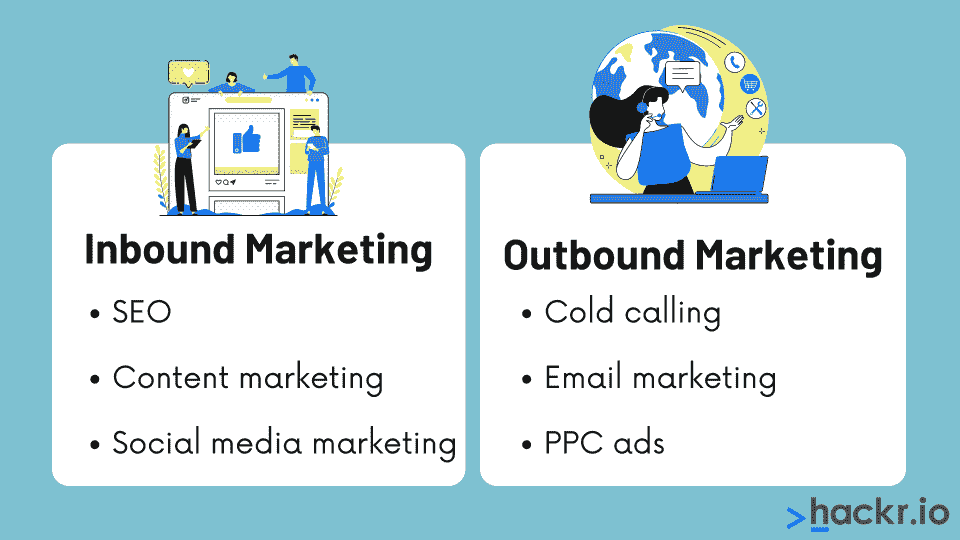 Inbound Marketing
• SEO
• Content marketing
• Social media marketing
Outbound Marketing
• Cold calling
• Email marketing
• PPC ads
>hackr.io